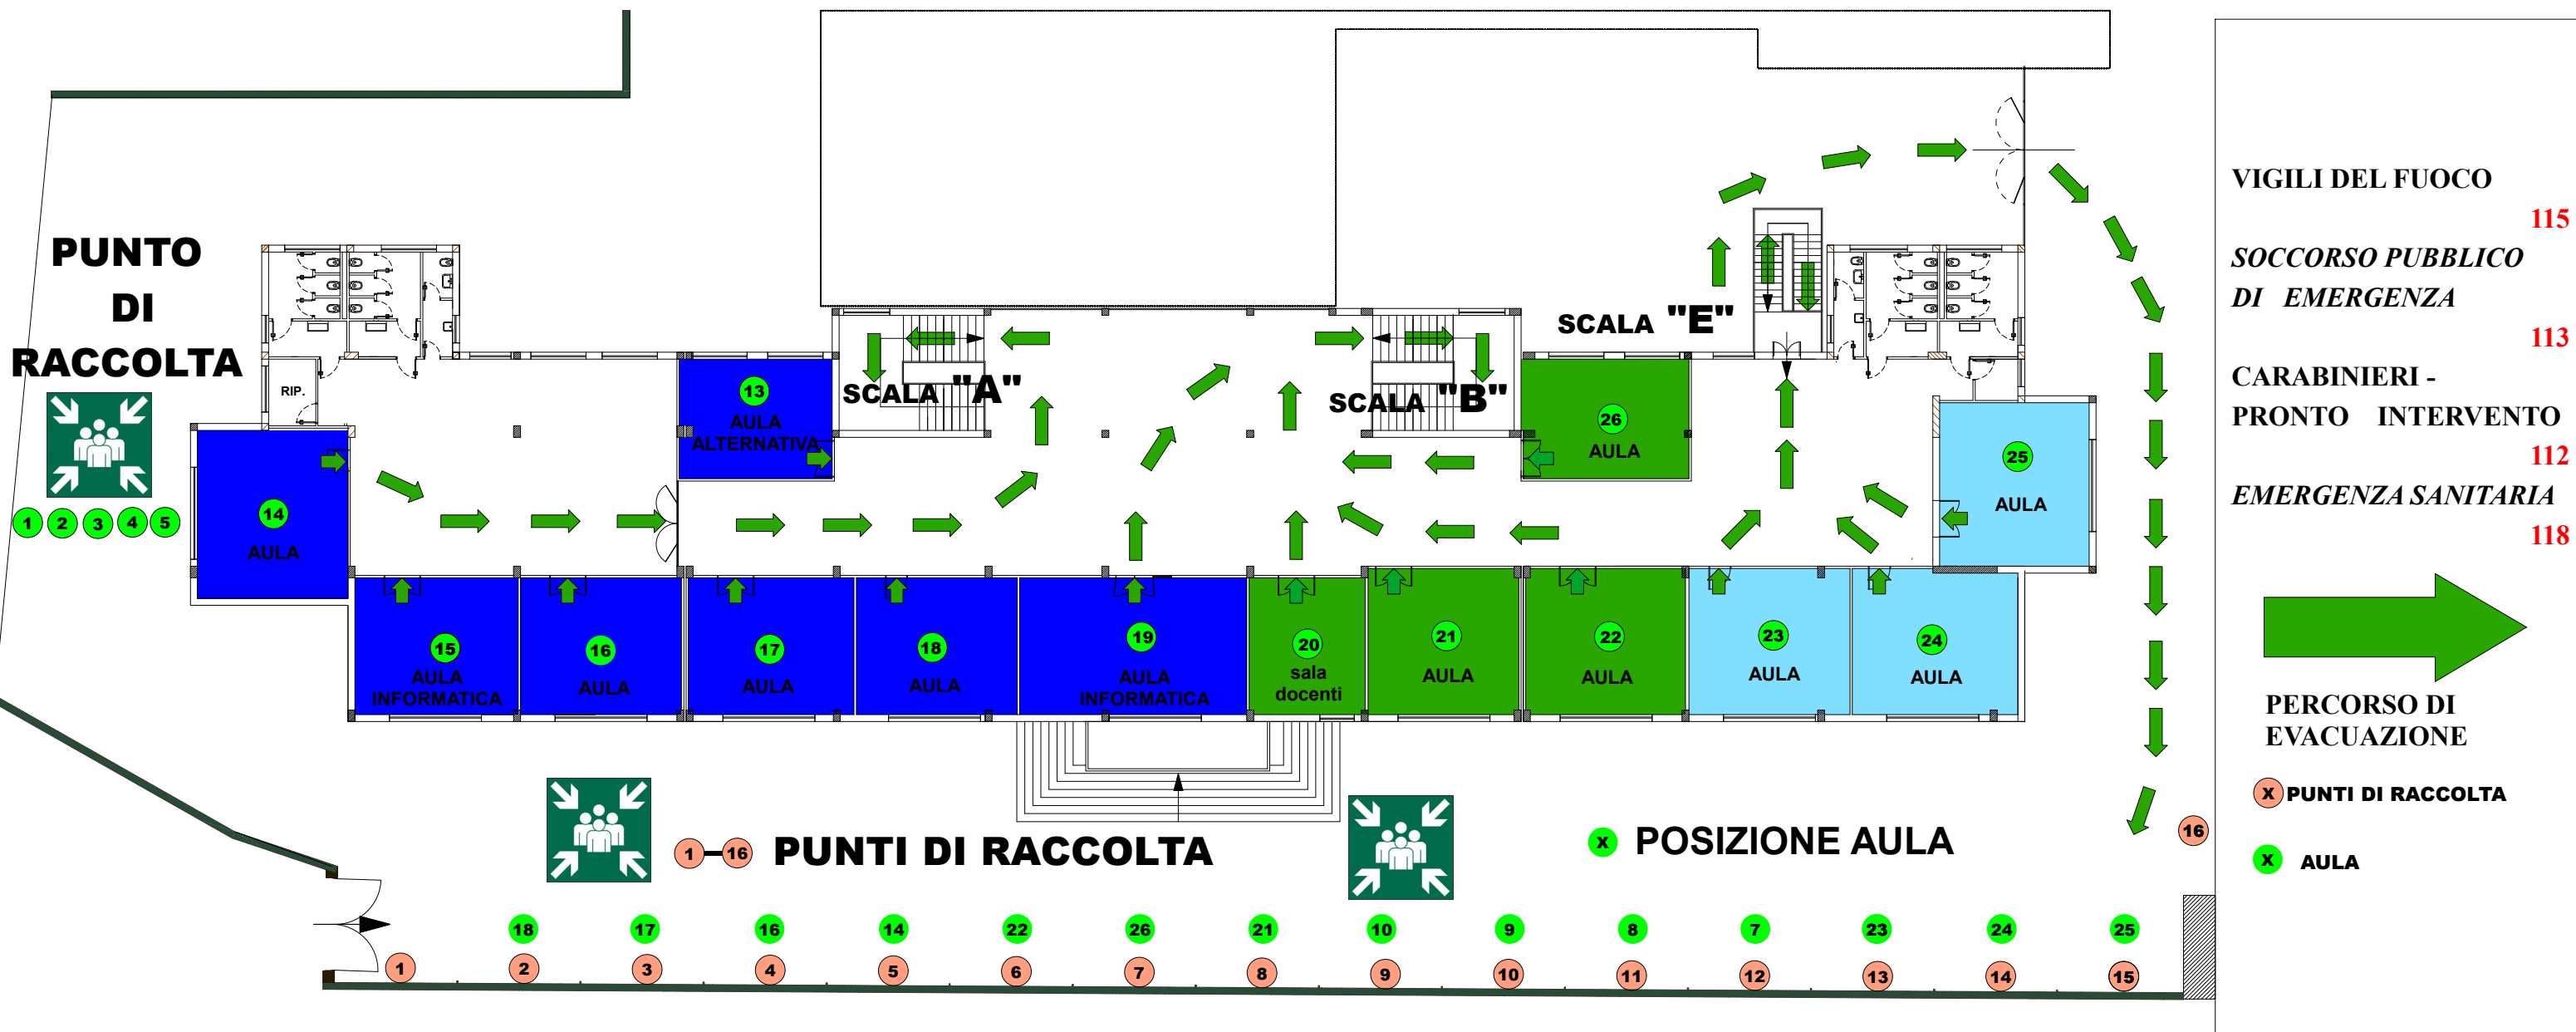 PUNTO
DI
RACCOLTA
1 2 3 4 5
RIP.
13
AULA
ALTERNATIVA
SCALA "A"
SCALA "B"
SCALA "E"
26
AULA
25
AULA
14
AULA
15
AULA
INFORMATICA
16
AULA
17
AULA
18
AULA
19
AULA
INFORMATICA
20
sala
docenti
21
AULA
22
AULA
23
AULA
24
AULA
1 16 PUNTI DI RACCOLTA
X POSIZIONE AULA
16
18 17 16 14 22 26 21 10 9 8 7 23 24 25
1 2 3 4 5 6 7 8 9 10 11 12 13 14 15
VIGILI DEL FUOCO
115
SOCCORSO PUBBLICO
DI EMERGENZA
113
CARABINIERI -
PRONTO INTERVENTO
112
EMERGENZA SANITARIA
118
PERCORSO DI
EVACUAZIONE
X PUNTI DI RACCOLTA
X AULA